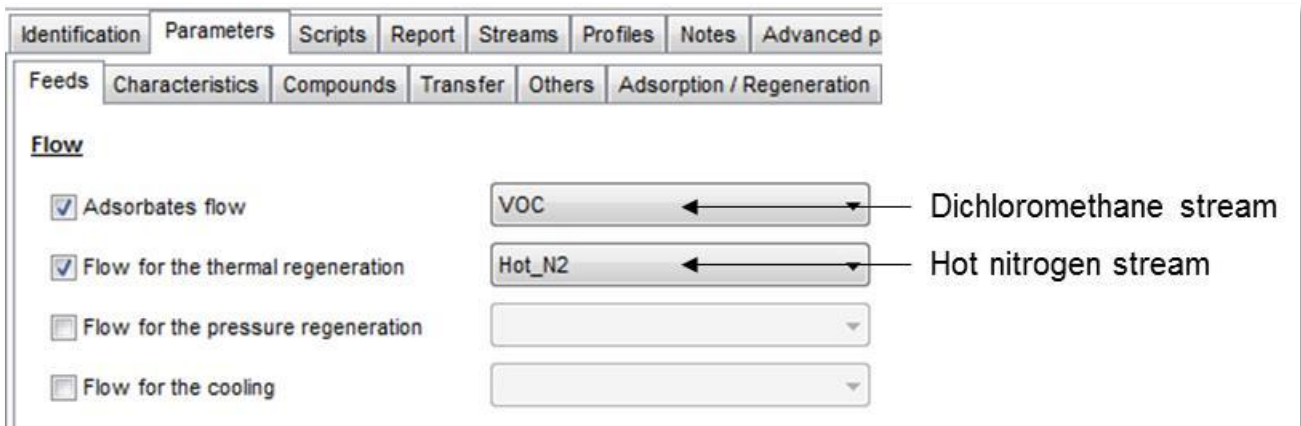 Identification Parameters Scripts Report Streams Profiles Notes Advanced
Feeds Characteristics Compounds Transfer Others Adsorption / Regeneration
Flow
Adsorbates flow VOC Dichloromethane stream
Flow for the thermal regeneration Hot_N2 Hot nitrogen stream
Flow for the pressure regeneration
Flow for the cooling